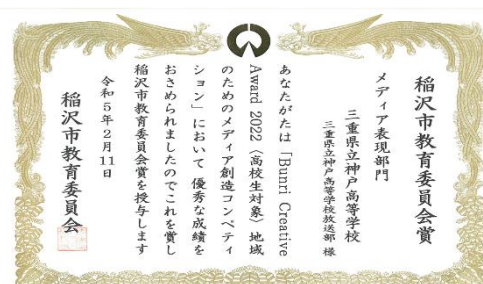 稲沢市教育委員会賞
メディア表現部門
三重県立神戸高等学校
三重県立神戸高等学校放送部 様
あなたがたは「Bunri Creative
Award 2022（高校生対象）地域
のためのメディア創造コンペティ
ション」において 優秀な成績を
おさめられましたのでこれを賞し
稲沢市教育委員会賞を授与します
令和5年2月11日
稲沢市教育委員会